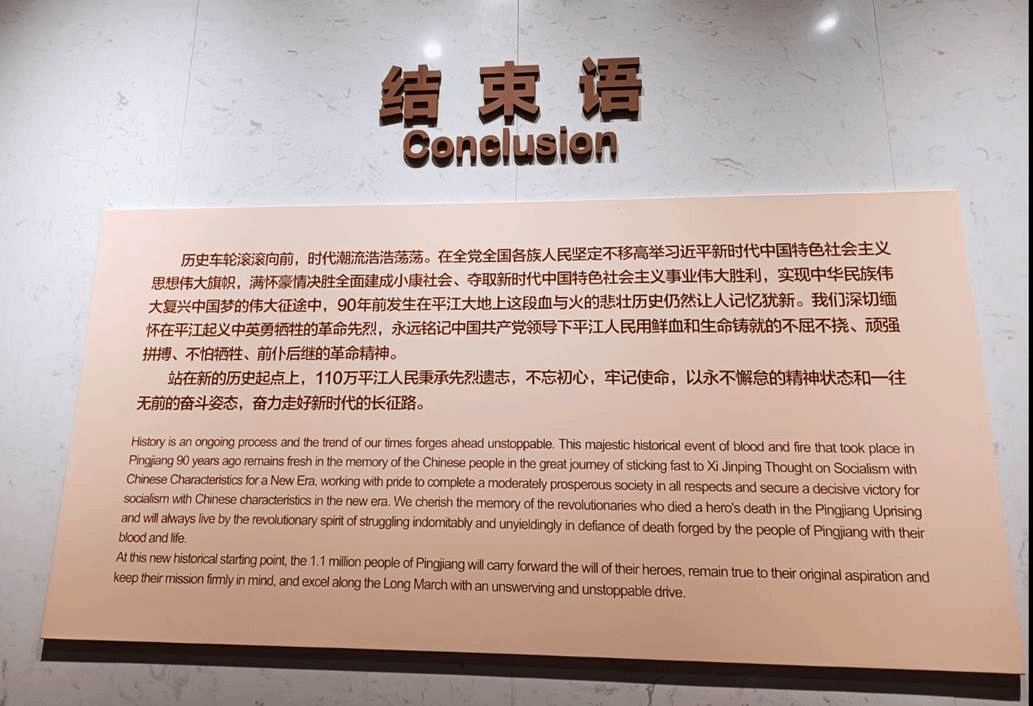 结束语
Conclusion
历史车轮滚滚向前，时代潮流浩浩荡荡。在全党全国各族人民坚定不移高举习近平新时代中国特色社会主义
思想伟大旗帜，满怀豪情决胜全面建成小康社会、夺取新时代中国特色社会主义事业伟大胜利，实现中华民族伟
大复兴中国梦的伟大征途中，90年前发生在平江大地上这段血与火的悲壮历史仍然让人记忆犹新。我们深切缅
怀在平江起义中英勇牺牲的革命先烈，永远铭记中国共产党领导下平江人民用鲜血和生命铸就的不屈不挠、顽强
拼搏、不怕牺牲、前仆后继的革命精神。
站在新的历史起点上，110万平江人民秉承先烈遗志，不忘初心，牢记使命，以永不懈怠的精神状态和一往
无前的奋斗姿态，奋力走好新时代的长征路。
History is an ongoing process and the trend of our times forges ahead unstoppable. This majestic historical event of blood and fire that took place in
Pingjiang 90 years ago remains fresh in the memory of the Chinese people in the great journey of sticking fast to Xi Jinping Thought on Socialism with
Chinese Characteristics for a New Era, working with pride to complete a moderately prosperous society in all respects and secure a decisive victory for
socialism with Chinese characteristics in the new era. We cherish the memory of the revolutionaries who died a hero's death in the Pingjiang Uprising
and will always live by the revolutionary spirit of struggling indomitably and unyieldingly in defiance of death forged by the people of Pingjiang with their
blood and life.
At this new historical starting point, the 1.1 million people of Pingjiang will carry forward the will of their heroes, remain true to their original aspiration and
keep their mission firmly in mind, and excel along the Long March with an unswerving and unstoppable drive.